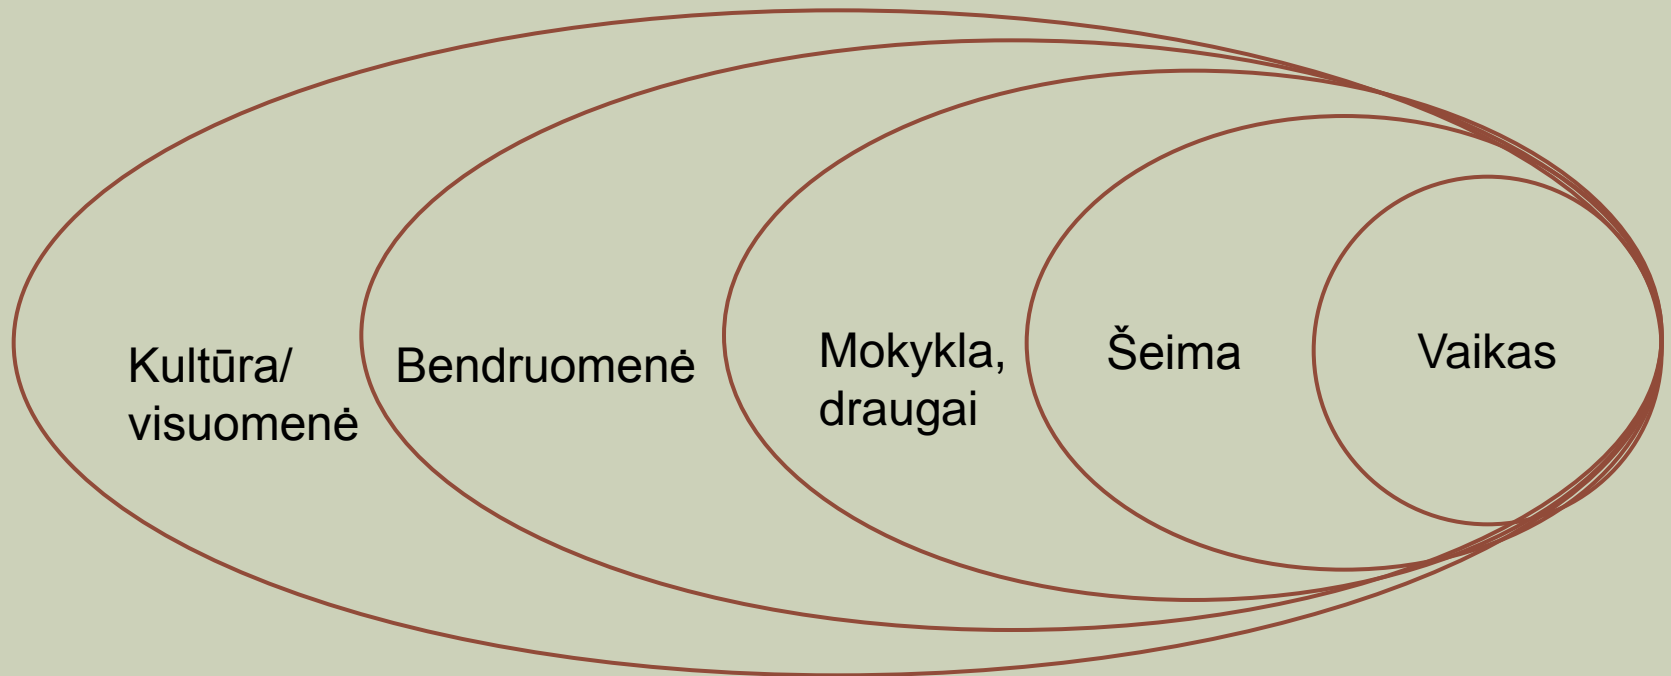 Kultūra/
visuomenė
Bendruomenė
Mokykla,
draugai
Šeima
Vaikas